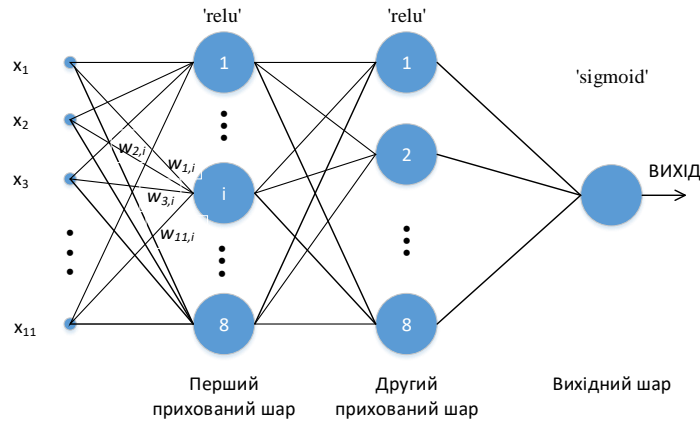 'relu'
'relu'
'sigmoid'
x1
x2
x3
x11
w2,i
w1,i
w3,i
w11,i
1
i
8
1
2
8
ВИХІД
Перший
прихований шар
Другий
прихований шар
Вихідний шар